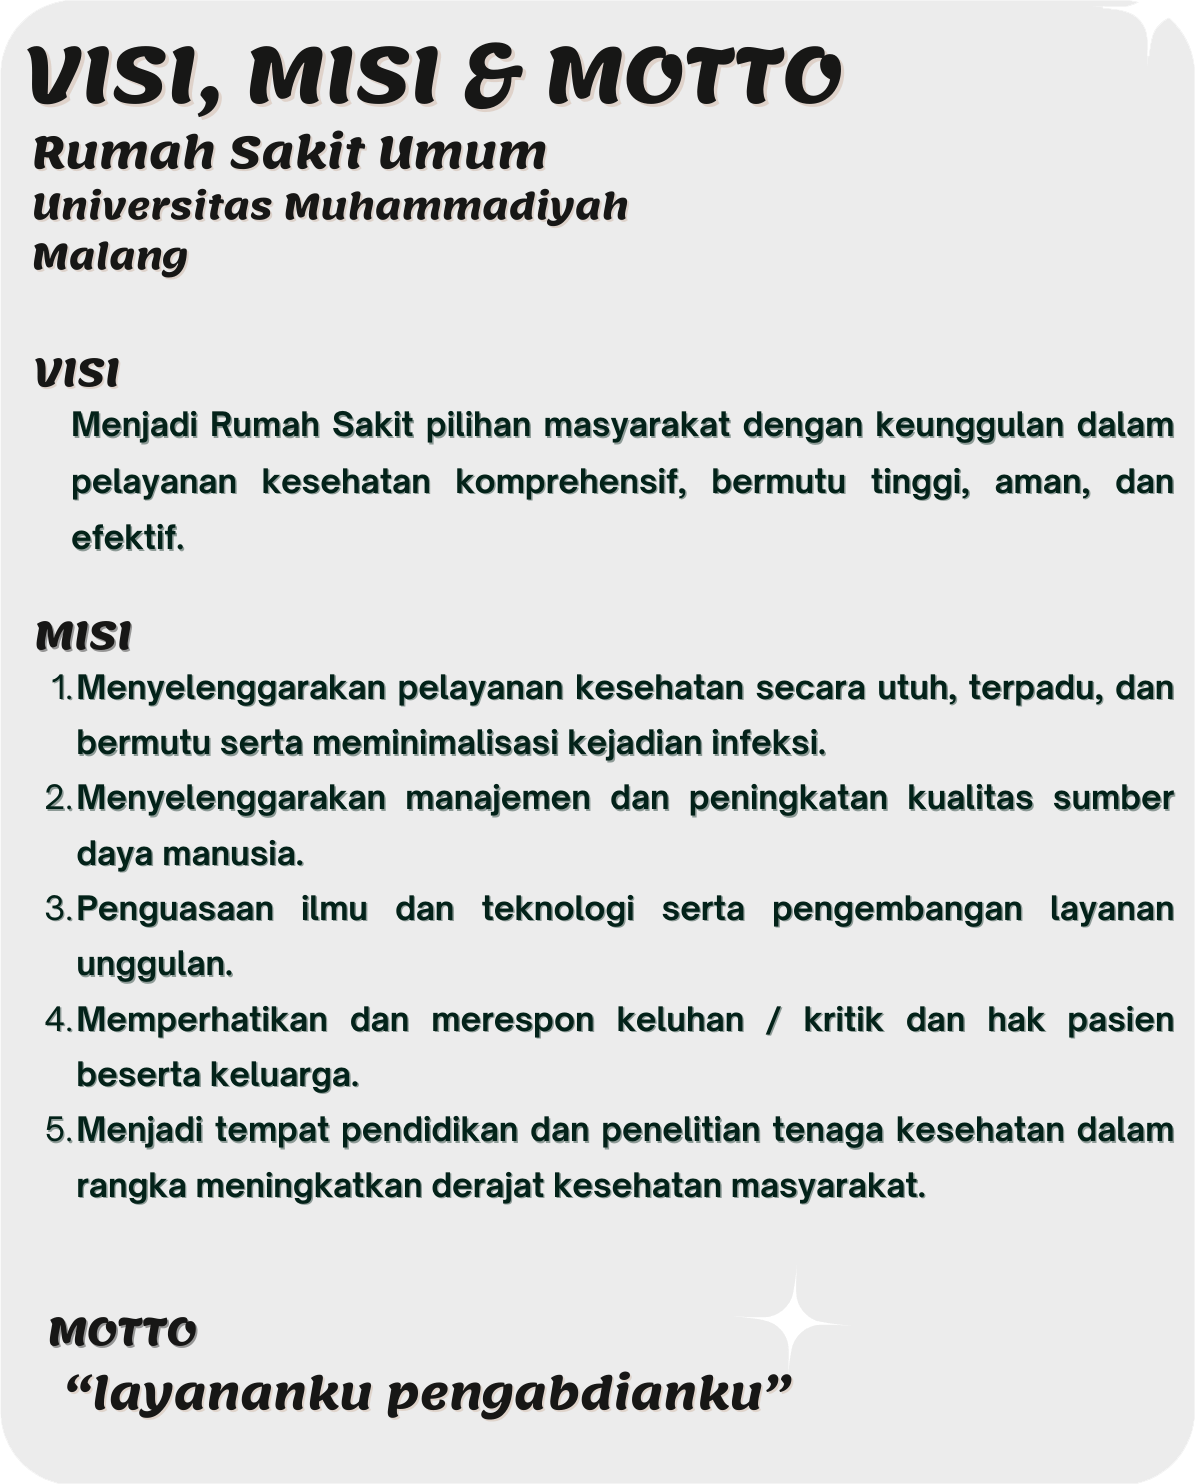 VISI, MISI & MOTTO
Rumah Sakit Umum
Universitas Muhammadiyah
Malang
VISI
Menjadi Rumah Sakit pilihan masyarakat dengan keunggulan dalam
pelayanan kesehatan komprehensif, bermutu tinggi, aman, dan
efektif.
MISI
1. Menyelenggarakan pelayanan kesehatan secara utuh, terpadu, dan
bermutu serta meminimalisasi kejadian infeksi.
2. Menyelenggarakan manajemen dan peningkatan kualitas sumber
daya manusia.
3. Penguasaan ilmu dan teknologi serta pengembangan layanan
unggulan.
4. Memperhatikan dan merespon keluhan / kritik dan hak pasien
beserta keluarga.
5. Menjadi tempat pendidikan dan penelitian tenaga kesehatan dalam
rangka meningkatkan derajat kesehatan masyarakat.
MOTTO
“layananku pengabdianku”